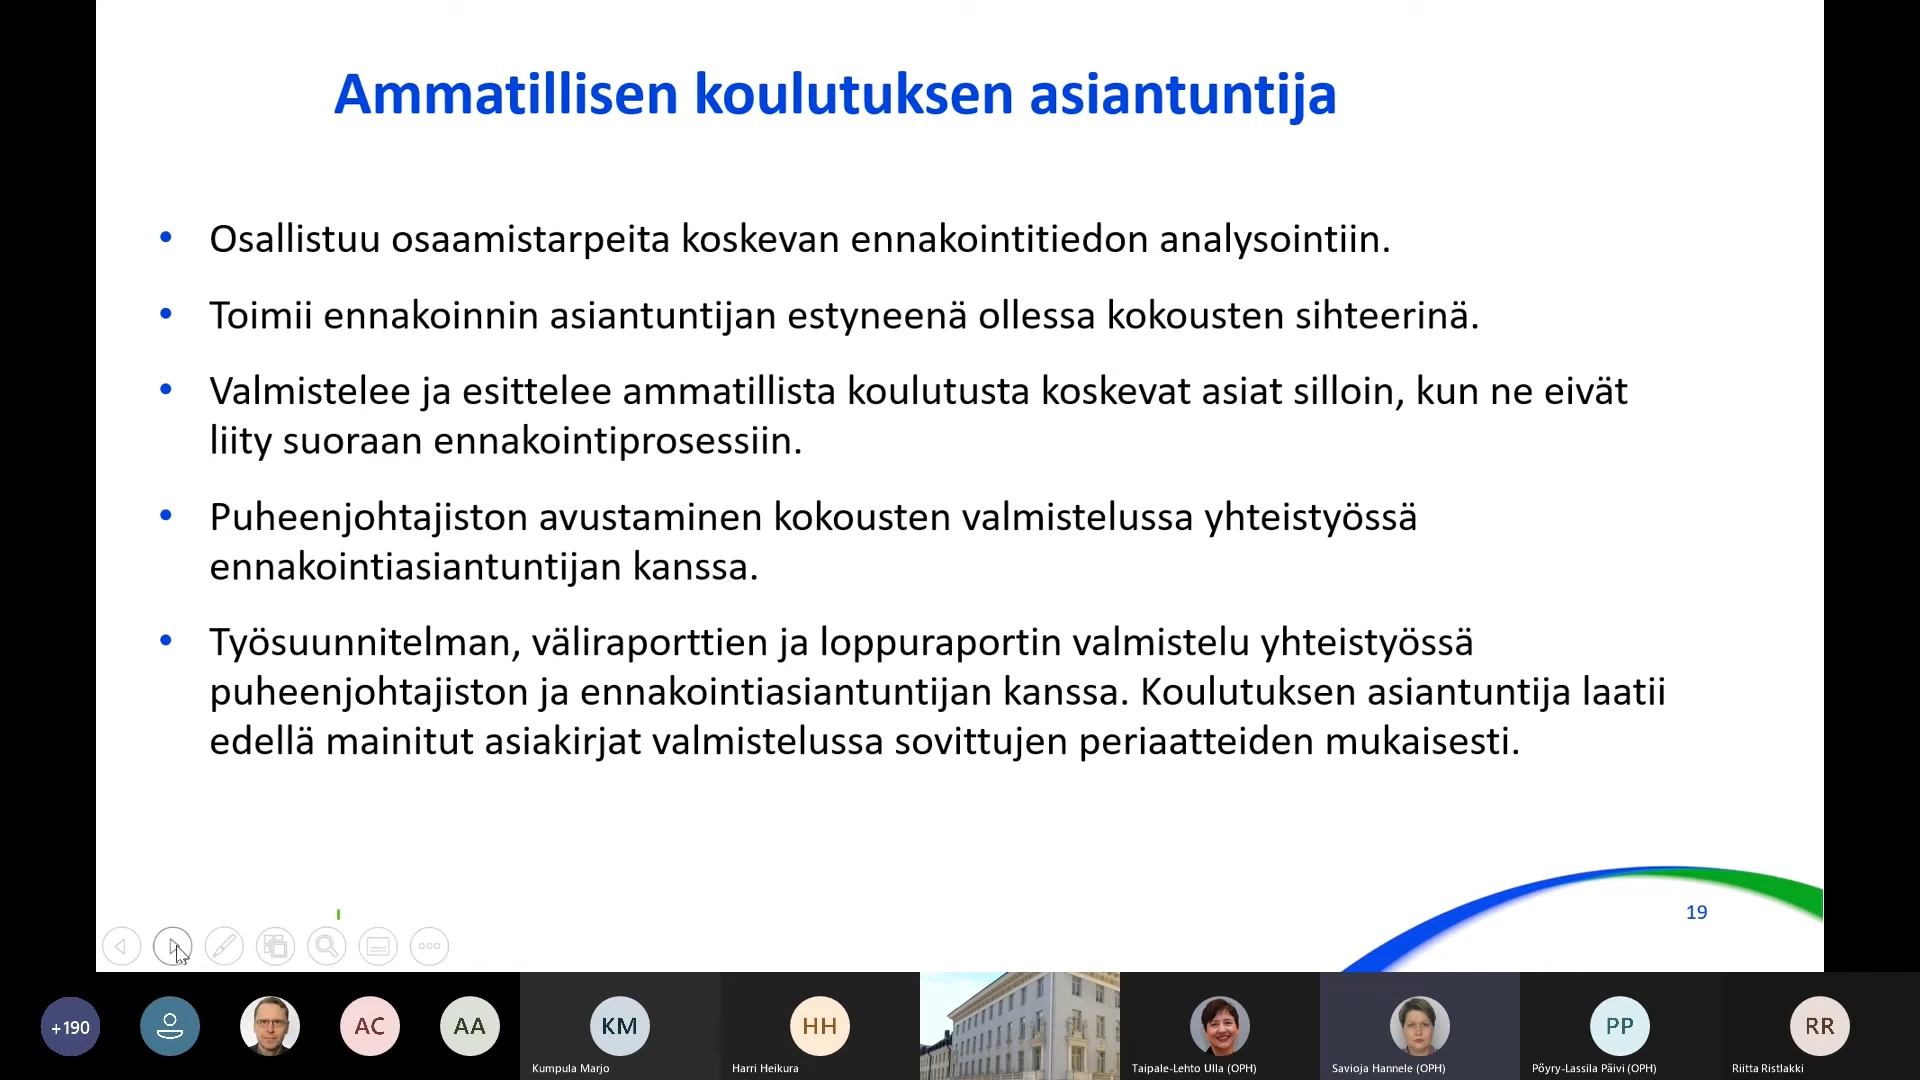 Ammatillisen koulutuksen asiantuntija
• Osallistuu osaamistarpeita koskevan ennakointitiedon analysointiin.
• Toimii ennakoinnin asiantuntijan estyneenä ollessa kokousten sihteerinä.
• Valmistelee ja esittelee ammatillista koulutusta koskevat asiat silloin, kun ne eivät
liity suoraan ennakointiprosessiin.
• Puheenjohtajiston avustaminen kokousten valmistelussa yhteistyössä
ennakointiasiantuntijan kanssa.
• Työsuunnitelman, väliraporttien ja loppuraportin valmistelu yhteistyössä
puheenjohtajiston ja ennakointiasiantuntijan kanssa. Koulutuksen asiantuntija laatii
edellä mainitut asiakirjat valmistelussa sovittujen periaatteiden mukaisesti.
19
+190
AC
AA
KM
HH
PP
RR
Kumpula Marjo
Harri Heikura
Taipale-Lehto Ulla (OPH)
Savioja Hannele (OPH)
Pöyry-Lassila Päivi (OPH)
Riitta Ristlakki